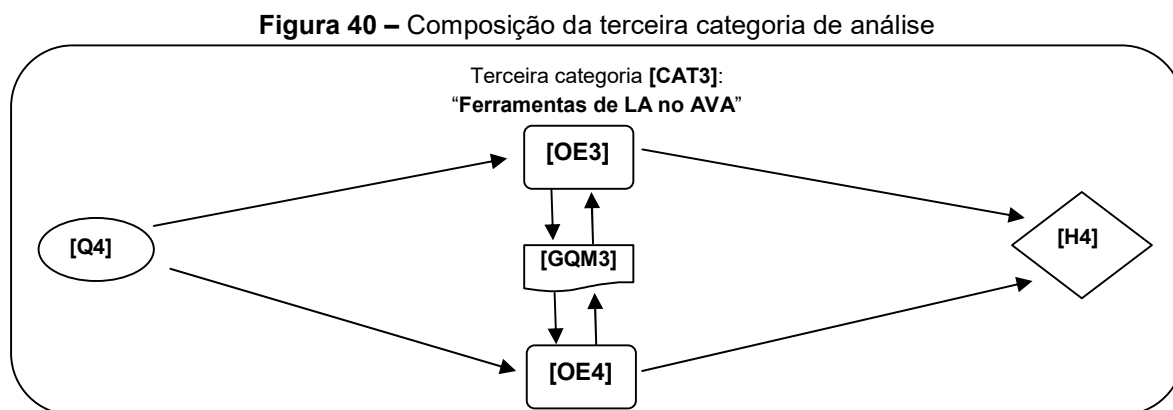 Figura 40 – Composição da terceira categoria de análise
Terceira categoria [CAT3]:
“Ferramentas de LA no AVA”
[OE3]
[Q4]
[GQM3]
[H4]
[OE4]